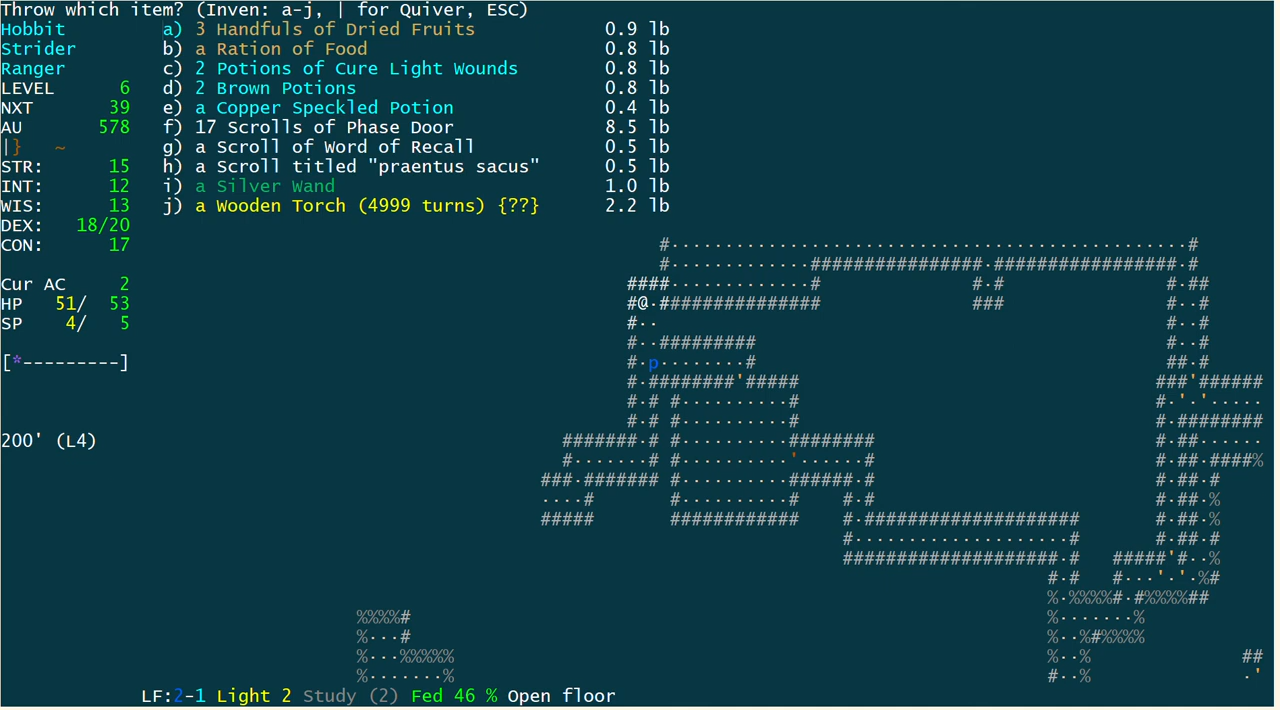 Throw which item? (Inven: a-j, | for Quiver, ESC)
Hobbit a) 3 Handfuls of Dried Fruits 0.9 lb
Strider b) a Ration of Food 0.8 lb
Ranger c) 2 Potions of Cure Light Wounds 0.8 lb
LEVEL 6 d) 2 Brown Potions 0.8 lb
NXT 39 e) a Copper Speckled Potion 0.4 lb
AU 578 f) 17 Scrolls of Phase Door 8.5 lb
|} ~ g) a Scroll of Word of Recall 0.5 lb
STR: 15 h) a Scroll titled "praentus sacus" 0.5 lb
INT: 12 i) a Silver Wand 1.0 lb
WIS: 13 j) a Wooden Torch (4999 turns) {??} 2.2 lb
DEX: 18/20
CON: 17
Cur AC 2
HP 51/ 53
SP 4/ 5
[*---------]
200' (L4)
LF:2-1 Light 2 Study (2) Fed 46 % Open floor